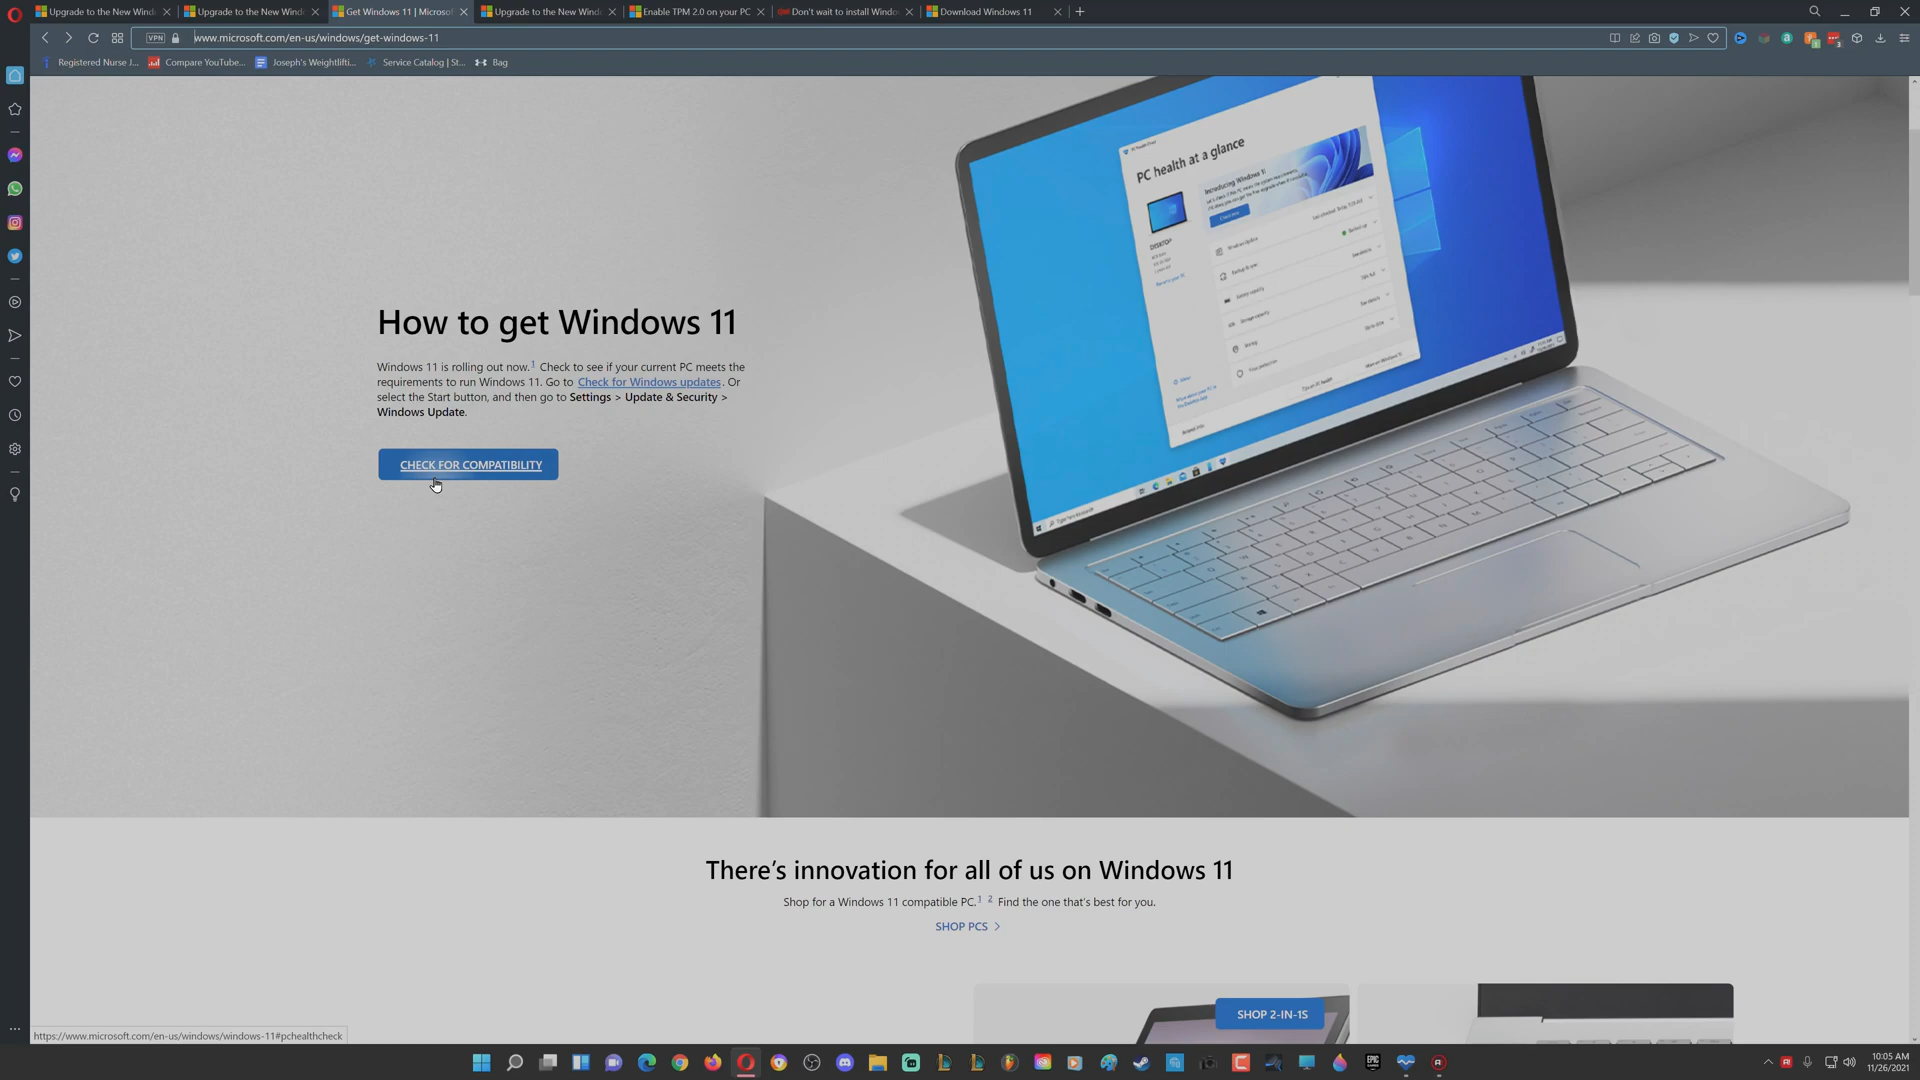 Upgrade to the New Wind
Upgrade to the New Wind
Get Windows 11 | Microsof
Upgrade to the New Wind
Enable TPM 2.0 on your PC
Don't wait to install Windo
Download Windows 11
VPN
www.microsoft.com/en-us/windows/get-windows-11
Registered Nurse J...
Compare YouTube...
Joseph's Weightlifti...
Service Catalog | St...
Bag
PC health at a glance
Introducing Windows 11
DESKTOP
How to get Windows 11
Windows 11 is rolling out now.1 Check to see if your current PC meets the
requirements to run Windows 11. Go to Check for Windows updates. Or
select the Start button, and then go to Settings > Update & Security >
Windows Update.
CHECK FOR COMPATIBILITY
There's innovation for all of us on Windows 11
Shop for a Windows 11 compatible PC.1 2 Find the one that's best for you.
SHOP PCS >
SHOP 2-IN-1S
https://www.microsoft.com/en-us/windows/windows-11#pchealthcheck
10:05 AM
11/26/2021